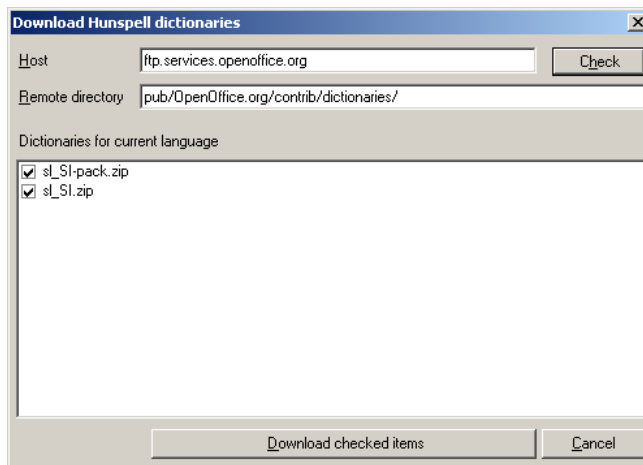 Download Hunspell dictionaries
Host
ftp.services.openoffice.org
Check
Remote directory
pub/OpenOffice.org/contrib/dictionaries/
Dictionaries for current language
sl_SI-pack.zip
sl_SI.zip
Download checked items
Cancel